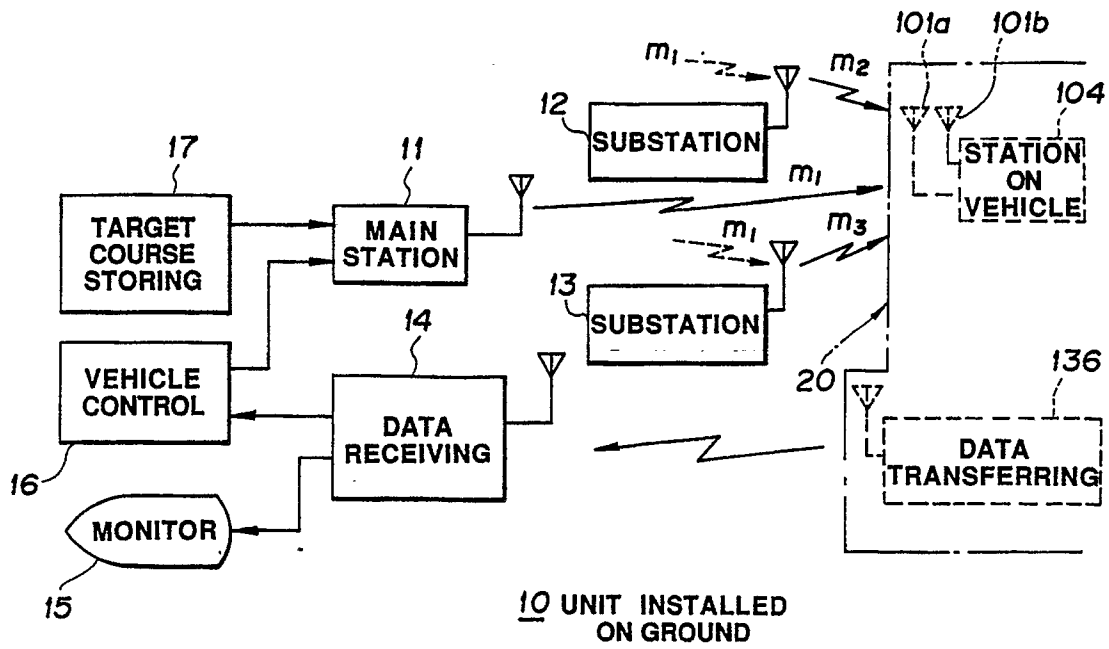 101a
101b
m1
m2
12
104
SUBSTATION
STATION
ON
VEHICLE
17
11
m1
TARGET
COURSE
STORING
MAIN
STATION
m1
m3
13
SUBSTATION
14
20
136
VEHICLE
CONTROL
DATA
RECEIVING
DATA
TRANSFERRING
16
MONITOR
15
10 UNIT INSTALLED
ON GROUND